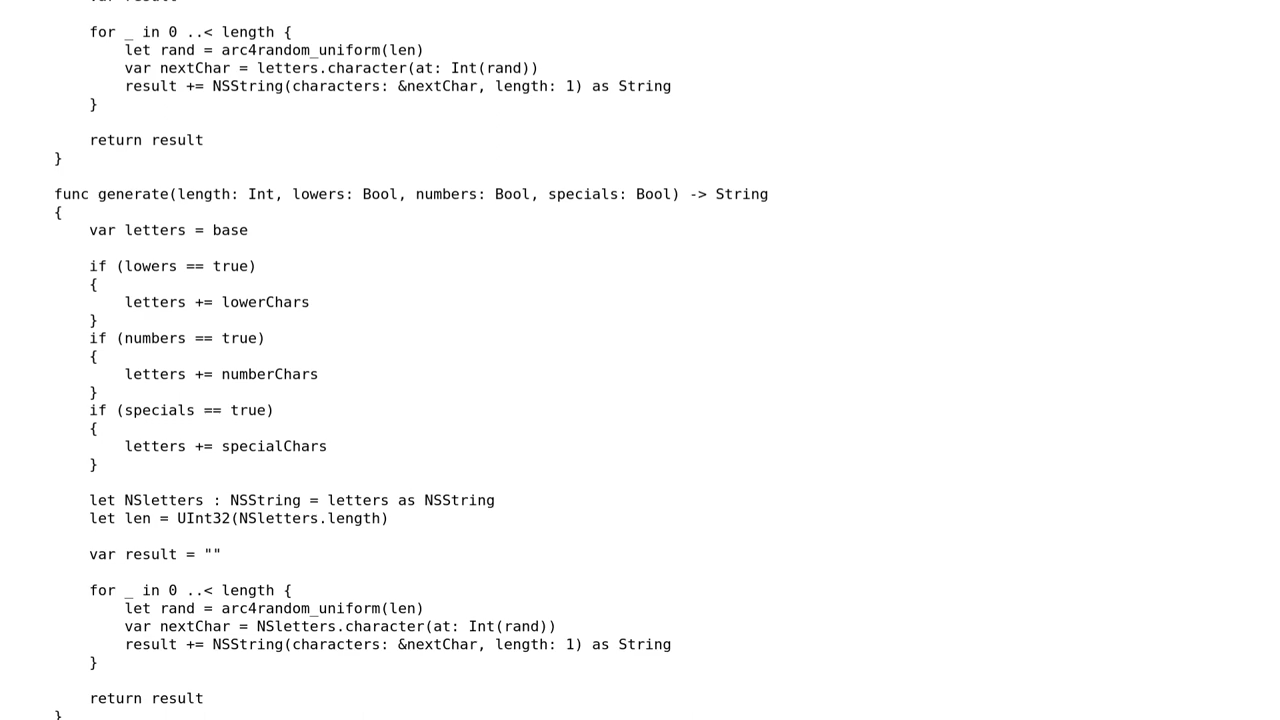 for _ in 0 ..< length {
let rand = arc4random_uniform(len)
var nextChar = letters.character(at: Int(rand))
result += NSString(characters: &nextChar, length: 1) as String
}
return result
}
func generate(length: Int, lowers: Bool, numbers: Bool, specials: Bool) -> String
{
var letters = base
if (lowers == true)
{
letters += lowerChars
}
if (numbers == true)
{
letters += numberChars
}
if (specials == true)
{
letters += specialChars
}
let NSletters : NSString = letters as NSString
let len = UInt32(NSletters.length)
var result = ""
for _ in 0 ..< length {
let rand = arc4random_uniform(len)
var nextChar = NSletters.character(at: Int(rand))
result += NSString(characters: &nextChar, length: 1) as String
}
return result
}